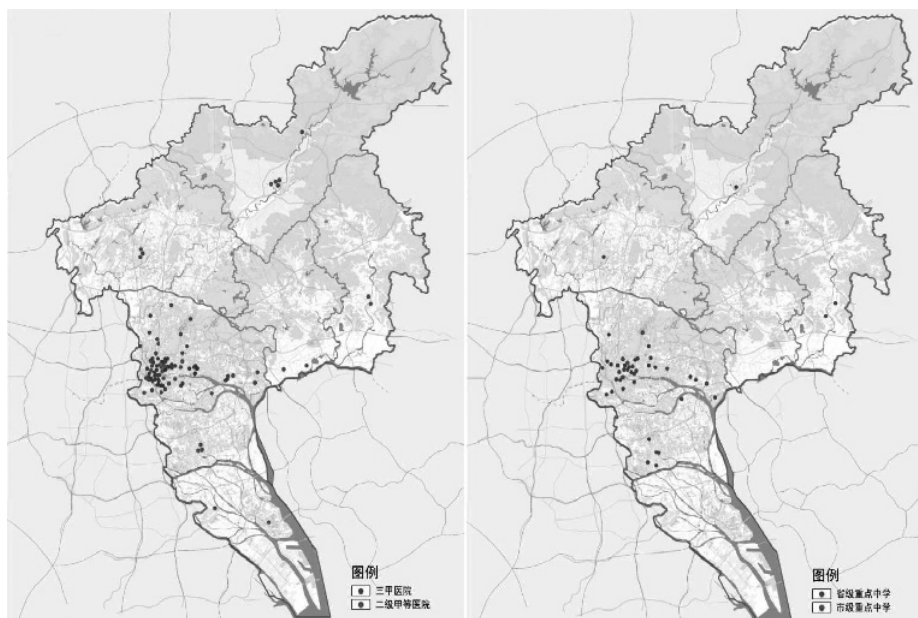 图例
三甲医院
二级甲等医院
图例
省级重点中学
市级重点中学